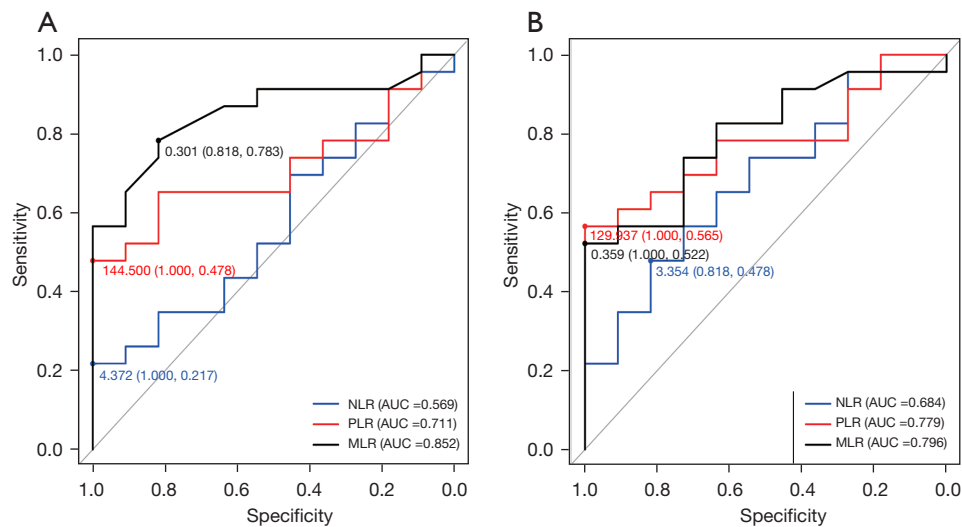 A
1.0
0.8
0.6
0.4
0.2
0.0
Sensitivity
0.301 (0.818, 0.783)
144.500 (1.000, 0.478)
4.372 (1.000, 0.217)
NLR (AUC =0.569)
PLR (AUC =0.711)
MLR (AUC =0.852)
1.0 0.8 0.6 0.4 0.2 0.0
Specificity
B
1.0
0.8
0.6
0.4
0.2
0.0
Sensitivity
129.937 (1.000, 0.565)
0.359 (1.000, 0.522)
3.354 (0.818, 0.478)
NLR (AUC =0.684)
PLR (AUC =0.779)
MLR (AUC =0.796)
1.0 0.8 0.6 0.4 0.2 0.0
Specificity